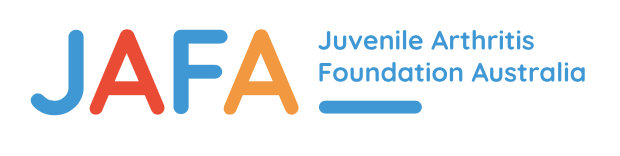 JAFA
Juvenile Arthritis
Foundation Australia